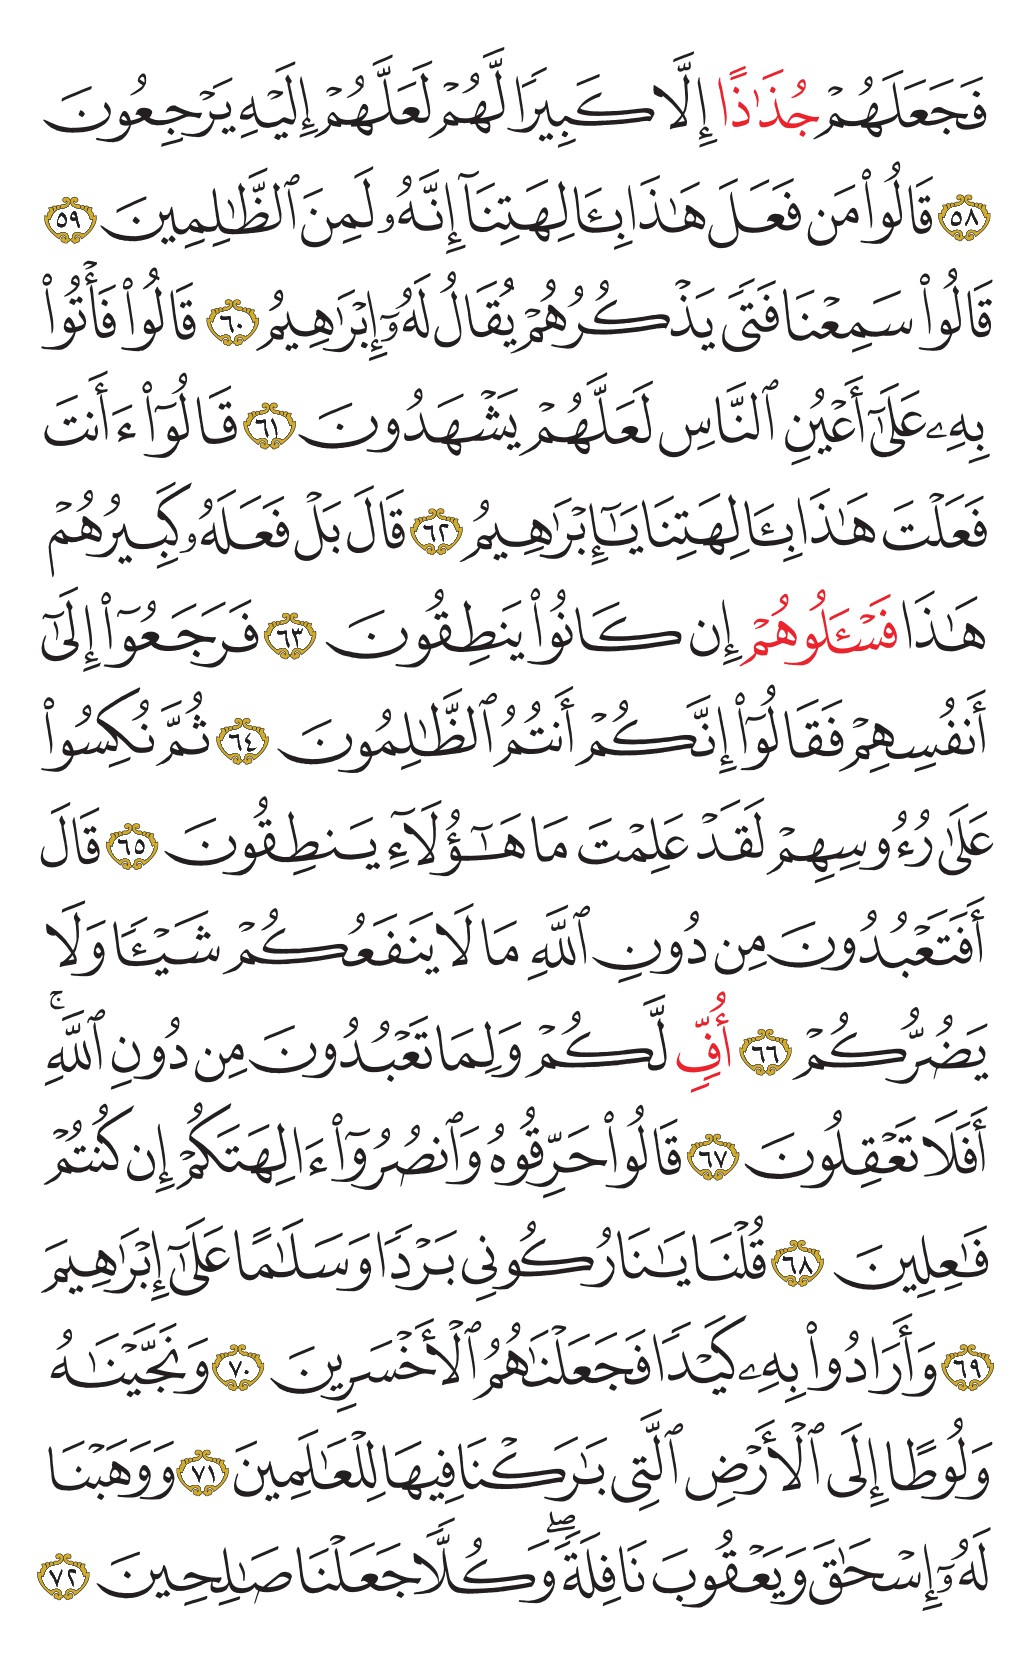 فَجَعَلَهُمْ جُذَٰذًا إِلَّا كَبِيرًا لَّهُمْ لَعَلَّهُمْ إِلَيْهِ يَرْجِعُونَ
٥٨ قَالُوا۟ مَن فَعَلَ هَٰذَا بِـَٔالِهَتِنَآ إِنَّهُۥ لَمِنَ ٱلظَّٰلِمِينَ ٥٩
قَالُوا۟ سَمِعْنَا فَتًى يَذْكُرُهُمْ يُقَالُ لَهُۥٓ إِبْرَٰهِيمُ ٦٠ قَالُوا۟ فَأْتُوا۟
بِهِۦ عَلَىٰٓ أَعْيُنِ ٱلنَّاسِ لَعَلَّهُمْ يَشْهَدُونَ ٦١ قَالُوٓا۟ ءَأَنتَ
فَعَلْتَ هَٰذَا بِـَٔالِهَتِنَا يَٰٓإِبْرَٰهِيمُ ٦٢ قَالَ بَلْ فَعَلَهُۥ كَبِيرُهُمْ
هَٰذَا فَسْـَٔلُوهُمْ إِن كَانُوا۟ يَنطِقُونَ ٦٣ فَرَجَعُوٓا۟ إِلَىٰٓ
أَنفُسِهِمْ فَقَالُوٓا۟ إِنَّكُمْ أَنتُمُ ٱلظَّٰلِمُونَ ٦٤ ثُمَّ نُكِسُوا۟
عَلَىٰ رُءُوسِهِمْ لَقَدْ عَلِمْتَ مَا هَٰٓؤُلَآءِ يَنطِقُونَ ٦٥ قَالَ
أَفَتَعْبُدُونَ مِن دُونِ ٱللَّهِ مَا لَا يَنفَعُكُمْ شَيْـًٔا وَلَا
يَضُرُّكُمْ ٦٦ أُفٍّ لَّكُمْ وَلِمَا تَعْبُدُونَ مِن دُونِ ٱللَّهِ ۚ
أَفَلَا تَعْقِلُونَ ٦٧ قَالُوا۟ حَرِّقُوهُ وَٱنصُرُوٓا۟ ءَالِهَتَكُمْ إِن كُنتُمْ
فَٰعِلِينَ ٦٨ قُلْنَا يَٰنَارُ كُونِى بَرْدًا وَسَلَٰمًا عَلَىٰٓ إِبْرَٰهِيمَ
٦٩ وَأَرَادُوا۟ بِهِۦ كَيْدًا فَجَعَلْنَٰهُمُ ٱلْأَخْسَرِينَ ٧٠ وَنَجَّيْنَٰهُ
وَلُوطًا إِلَى ٱلْأَرْضِ ٱلَّتِى بَٰرَكْنَا فِيهَا لِلْعَٰلَمِينَ ٧١ وَوَهَبْنَا
لَهُۥٓ إِسْحَٰقَ وَيَعْقُوبَ نَافِلَةً ۖ وَكُلًّا جَعَلْنَا صَٰلِحِينَ ٧٢